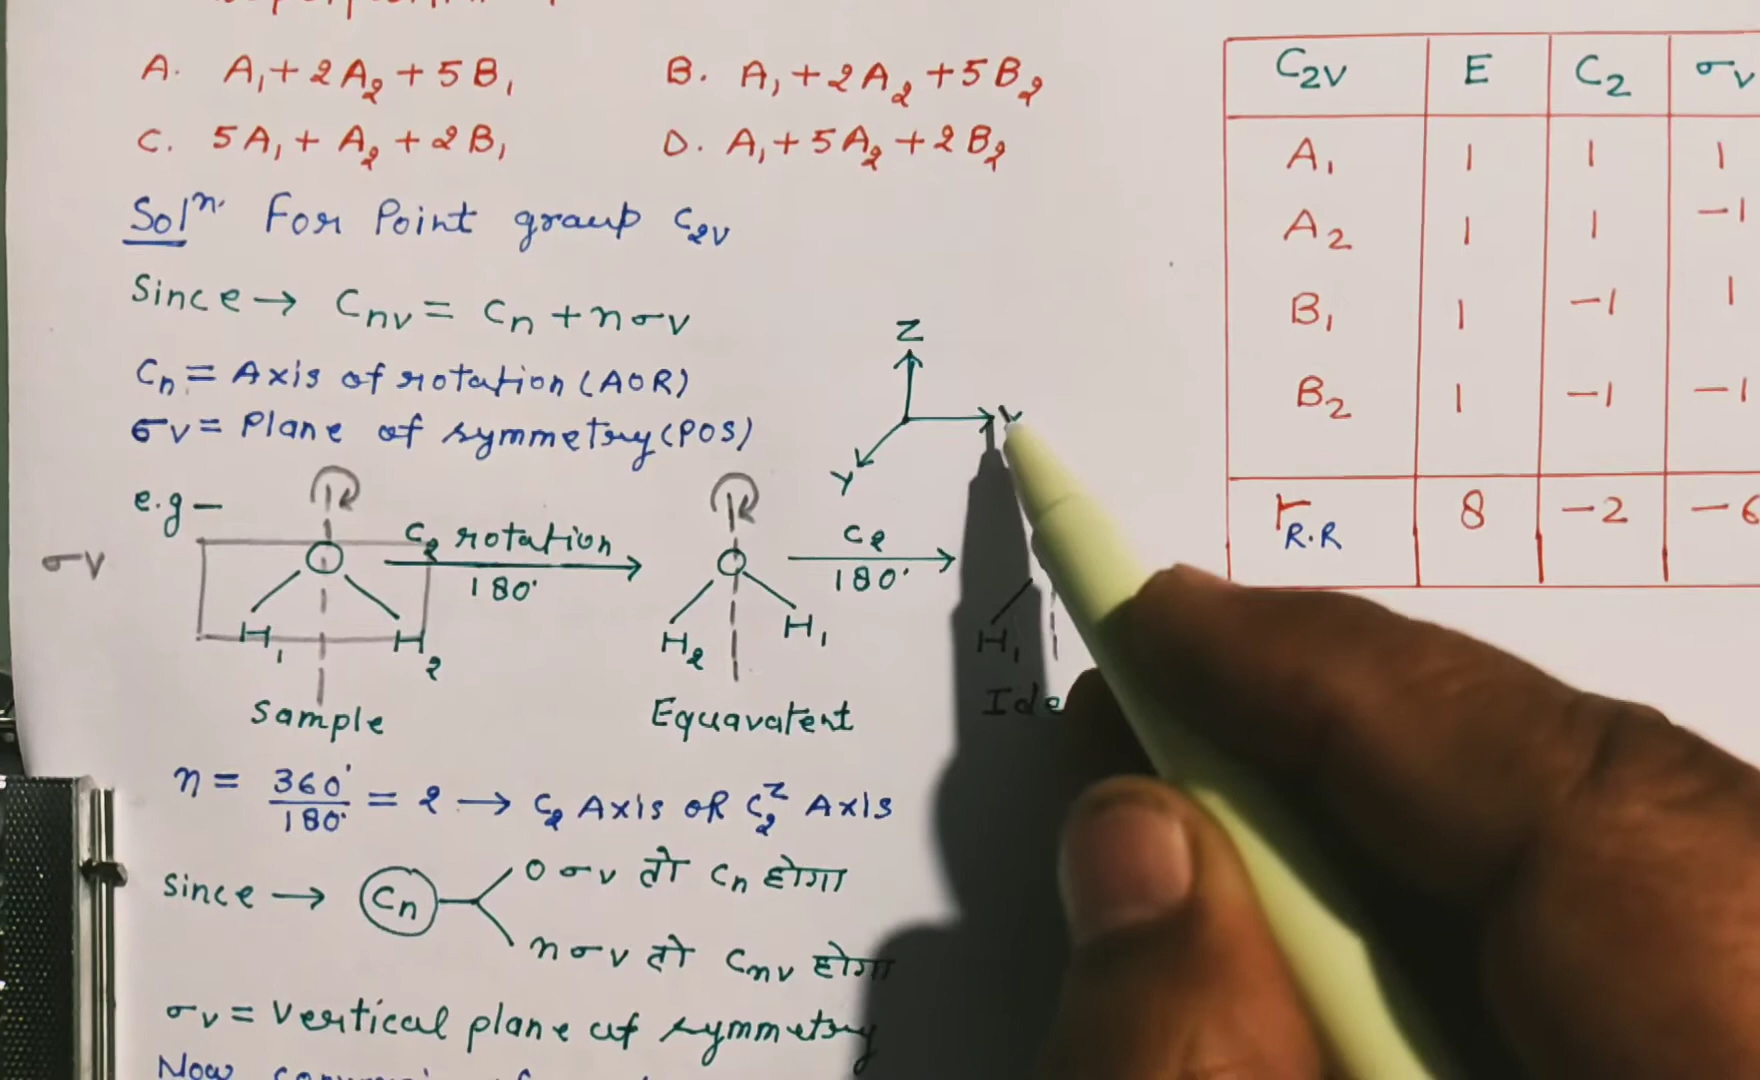 A. A₁ + 2A₂ + 5B₁
B. A₁ + 2A₂ + 5B₂
C. 5A₁ + A₂ + 2B₁
D. A₁ + 5A₂ + 2B₂
Solⁿ. For Point group C₂v
Since → Cnv = Cn + nσv
Cn = Axis of rotation (AOR)
σv = Plane of symmetry (POS)
Z
Y
e.g —
σv
H₁ H₂
Sample
C₂ rotation
180°
H₂ H₁
Equavalent
C₂
180°
H₁
Ide
n = 360°/180° = 2 → C₂ Axis OR C₂ᶻ Axis
since → Cn
0 σv तो Cn होगा
n σv तो Cnv होगा
σv = Vertical plane of symmetry
Now
C₂v E C₂ σv
A₁ 1 1 1
A₂ 1 1 −1
B₁ 1 −1 1
B₂ 1 −1 −1
Γ R.R 8 −2 −6